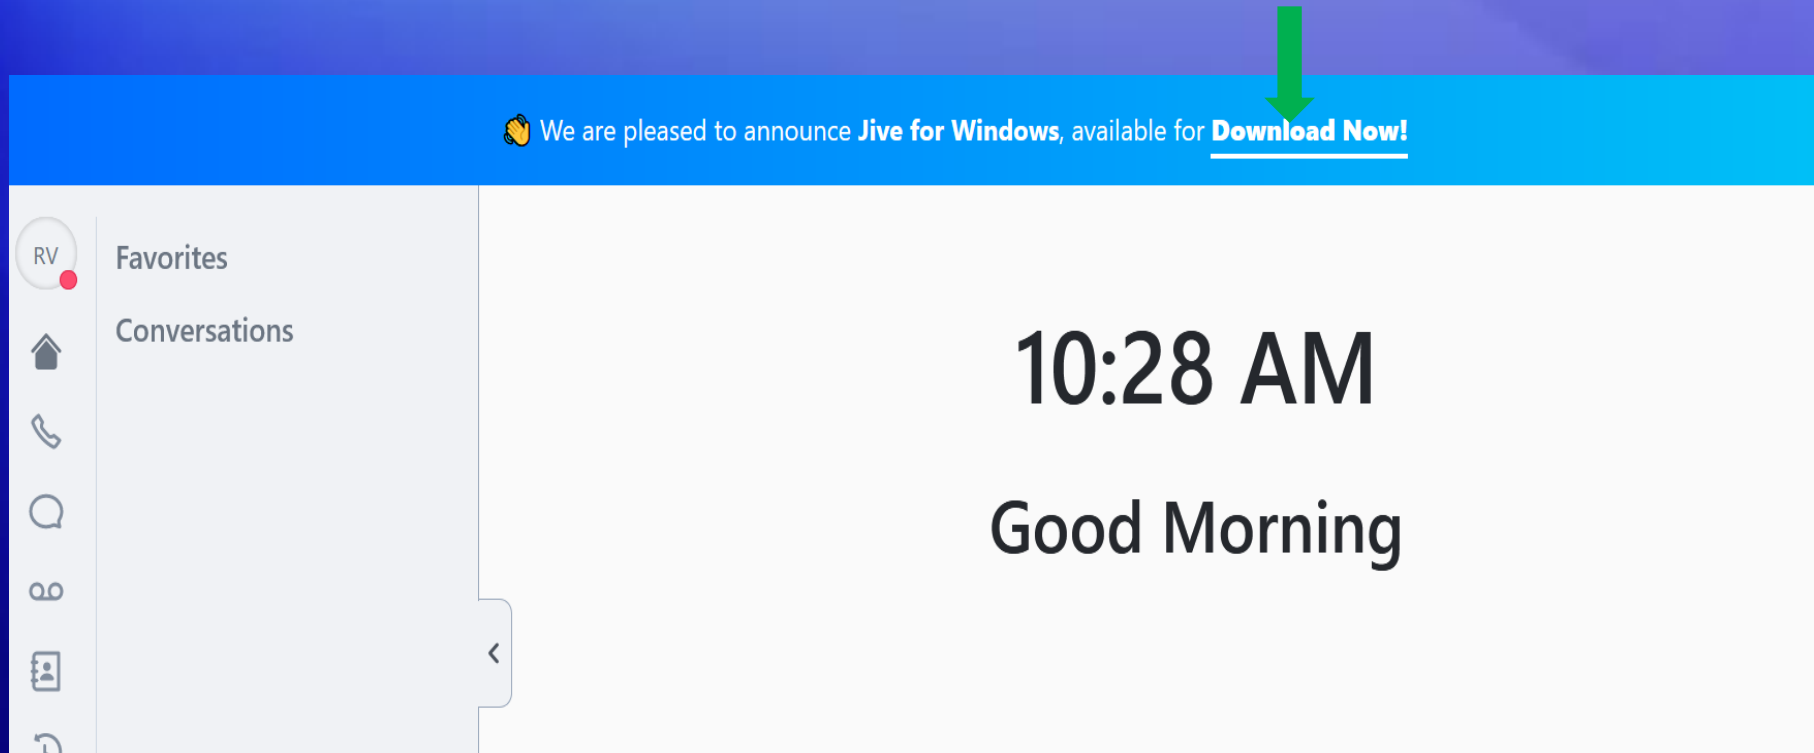 👋 We are pleased to announce Jive for Windows, available for Download Now!
RV
Favorites
Conversations
10:28 AM
Good Morning